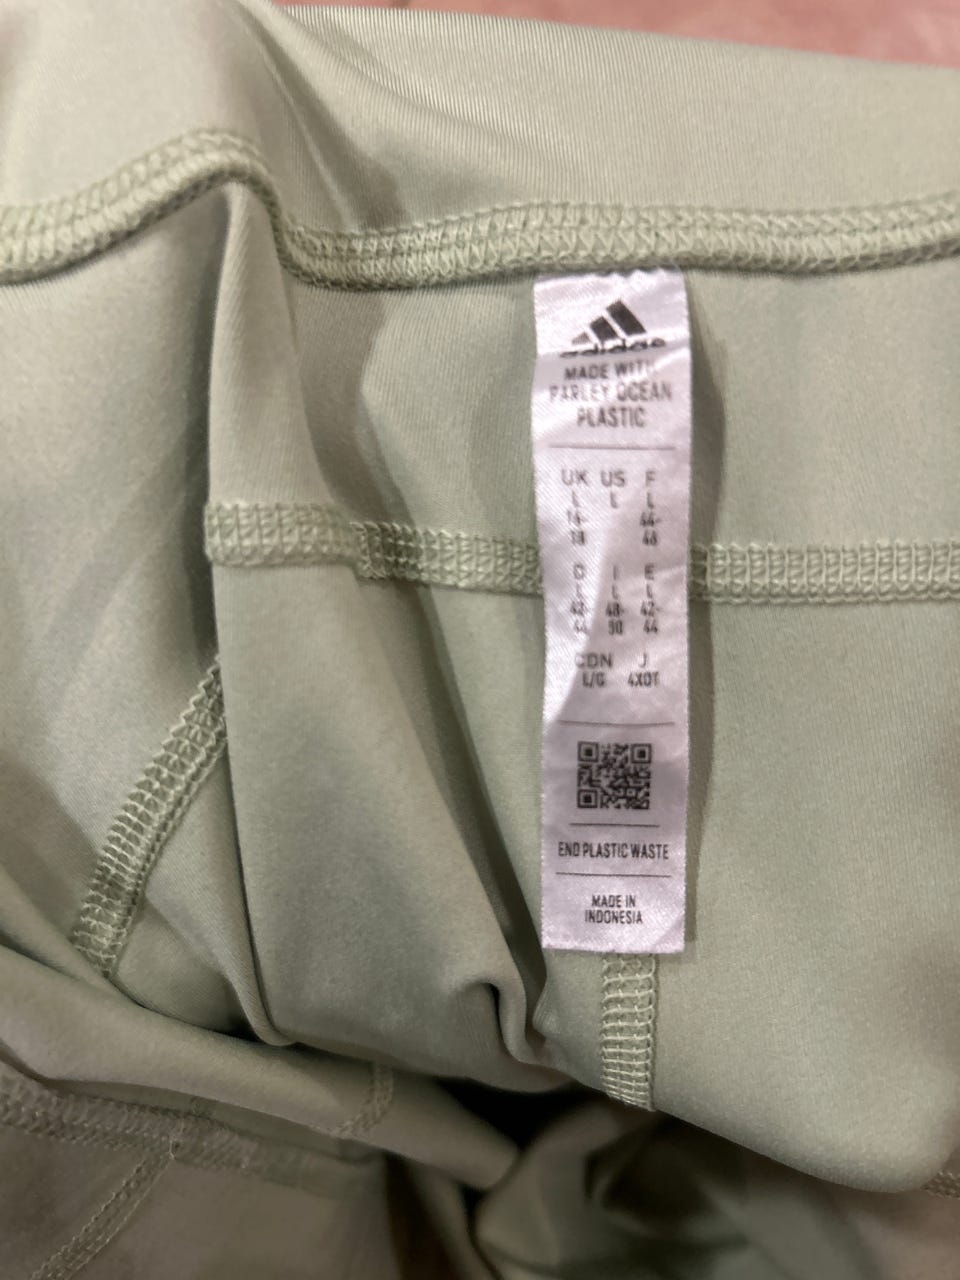 adidas
MADE WITH
PARLEY OCEAN
PLASTIC
UK US F
L L L
14- 44-
18 46
D I E
L L L
42- 48- 42-
44 50 44
CDN J
L/G 4XOT
END PLASTIC WASTE
MADE IN
INDONESIA